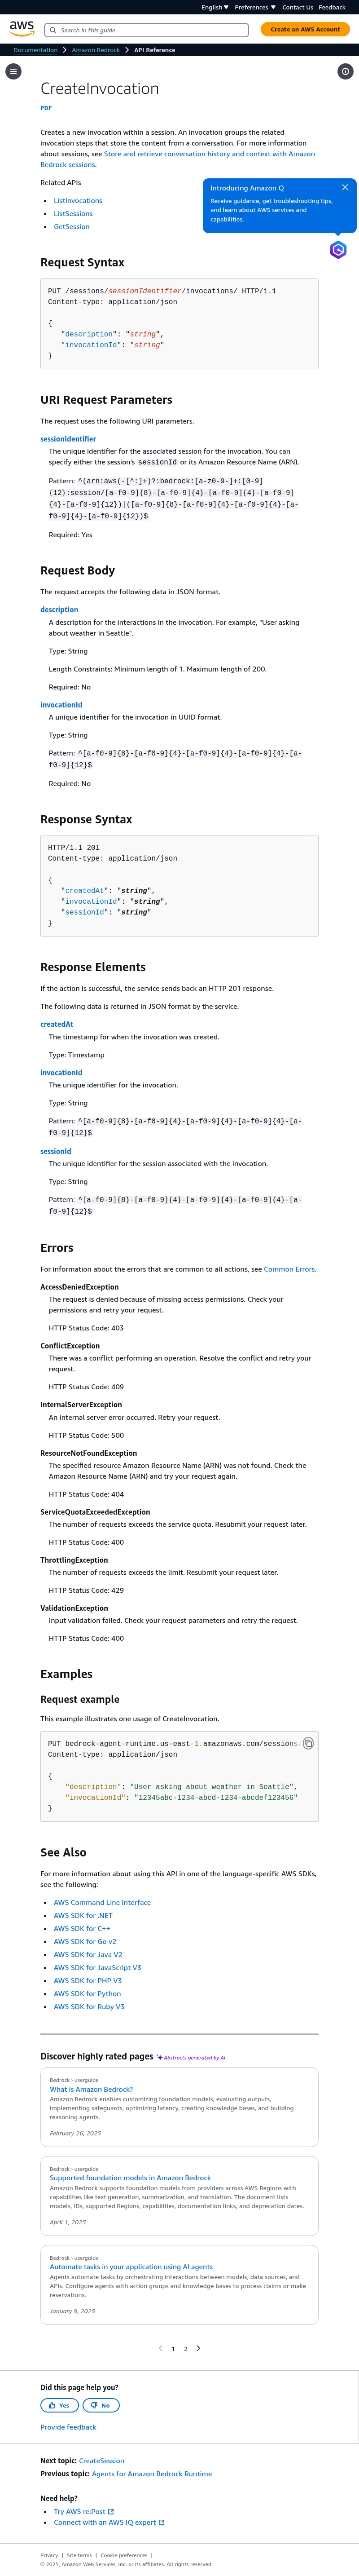 English
Preferences
Contact Us
Feedback
aws
Search in this guide
Create an AWS Account
Documentation
Amazon Bedrock
API Reference
CreateInvocation
PDF
Creates a new invocation within a session. An invocation groups the related
invocation steps that store the content from a conversation. For more information
about sessions, see Store and retrieve conversation history and context with Amazon
Bedrock sessions.
Related APIs
ListInvocations
ListSessions
GetSession
Introducing Amazon Q
Receive guidance, get troubleshooting tips,
and learn about AWS services and
capabilities.
Request Syntax
PUT /sessions/sessionIdentifier/invocations/ HTTP/1.1
Content-type: application/json
{
"description": "string",
"invocationId": "string"
}
URI Request Parameters
The request uses the following URI parameters.
sessionIdentifier
The unique identifier for the associated session for the invocation. You can
specify either the session's sessionId or its Amazon Resource Name (ARN).
Pattern: ^(arn:aws(-[^:]+)?:bedrock:[a-z0-9-]+:[0-9]
{12}:session/[a-f0-9]{8}-[a-f0-9]{4}-[a-f0-9]{4}-[a-f0-9]
{4}-[a-f0-9]{12})|([a-f0-9]{8}-[a-f0-9]{4}-[a-f0-9]{4}-[a-
f0-9]{4}-[a-f0-9]{12})$
Required: Yes
Request Body
The request accepts the following data in JSON format.
description
A description for the interactions in the invocation. For example, "User asking
about weather in Seattle".
Type: String
Length Constraints: Minimum length of 1. Maximum length of 200.
Required: No
invocationId
A unique identifier for the invocation in UUID format.
Type: String
Pattern: ^[a-f0-9]{8}-[a-f0-9]{4}-[a-f0-9]{4}-[a-f0-9]{4}-[a-
f0-9]{12}$
Required: No
Response Syntax
HTTP/1.1 201
Content-type: application/json
{
"createdAt": "string",
"invocationId": "string",
"sessionId": "string"
}
Response Elements
If the action is successful, the service sends back an HTTP 201 response.
The following data is returned in JSON format by the service.
createdAt
The timestamp for when the invocation was created.
Type: Timestamp
invocationId
The unique identifier for the invocation.
Type: String
Pattern: ^[a-f0-9]{8}-[a-f0-9]{4}-[a-f0-9]{4}-[a-f0-9]{4}-[a-
f0-9]{12}$
sessionId
The unique identifier for the session associated with the invocation.
Type: String
Pattern: ^[a-f0-9]{8}-[a-f0-9]{4}-[a-f0-9]{4}-[a-f0-9]{4}-[a-
f0-9]{12}$
Errors
For information about the errors that are common to all actions, see Common Errors.
AccessDeniedException
The request is denied because of missing access permissions. Check your
permissions and retry your request.
HTTP Status Code: 403
ConflictException
There was a conflict performing an operation. Resolve the conflict and retry your
request.
HTTP Status Code: 409
InternalServerException
An internal server error occurred. Retry your request.
HTTP Status Code: 500
ResourceNotFoundException
The specified resource Amazon Resource Name (ARN) was not found. Check the
Amazon Resource Name (ARN) and try your request again.
HTTP Status Code: 404
ServiceQuotaExceededException
The number of requests exceeds the service quota. Resubmit your request later.
HTTP Status Code: 400
ThrottlingException
The number of requests exceeds the limit. Resubmit your request later.
HTTP Status Code: 429
ValidationException
Input validation failed. Check your request parameters and retry the request.
HTTP Status Code: 400
Examples
Request example
This example illustrates one usage of CreateInvocation.
PUT bedrock-agent-runtime.us-east-1.amazonaws.com/sessions/
Content-type: application/json
{
"description": "User asking about weather in Seattle",
"invocationId": "12345abc-1234-abcd-1234-abcdef123456"
}
See Also
For more information about using this API in one of the language-specific AWS SDKs,
see the following:
AWS Command Line Interface
AWS SDK for .NET
AWS SDK for C++
AWS SDK for Go v2
AWS SDK for Java V2
AWS SDK for JavaScript V3
AWS SDK for PHP V3
AWS SDK for Python
AWS SDK for Ruby V3
Discover highly rated pages Abstracts generated by AI
Bedrock › userguide
What is Amazon Bedrock?
Amazon Bedrock enables customizing foundation models, evaluating outputs,
implementing safeguards, optimizing latency, creating knowledge bases, and building
reasoning agents.
February 26, 2025
Bedrock › userguide
Supported foundation models in Amazon Bedrock
Amazon Bedrock supports foundation models from providers across AWS Regions with
capabilities like text generation, summarization, and translation. The document lists
models, IDs, supported Regions, capabilities, documentation links, and deprecation dates.
April 1, 2025
Bedrock › userguide
Automate tasks in your application using AI agents
Agents automate tasks by orchestrating interactions between models, data sources, and
APIs. Configure agents with action groups and knowledge bases to process claims or make
reservations.
January 9, 2025
1 2
Did this page help you?
Yes
No
Provide feedback
Next topic: CreateSession
Previous topic: Agents for Amazon Bedrock Runtime
Need help?
Try AWS re:Post
Connect with an AWS IQ expert
Privacy | Site terms | Cookie preferences |
© 2025, Amazon Web Services, Inc. or its affiliates. All rights reserved.